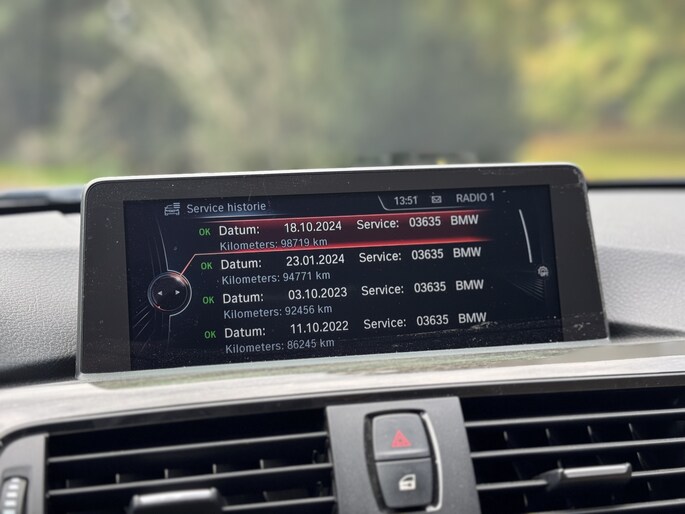 Service historie 13:51 RADIO 1
OK Datum: 18.10.2024 Service: 03635 BMW
Kilometers: 98719 km
OK Datum: 23.01.2024 Service: 03635 BMW
Kilometers: 94771 km
OK Datum: 03.10.2023 Service: 03635 BMW
Kilometers: 92456 km
OK Datum: 11.10.2022 Service: 03635 BMW
Kilometers: 86245 km